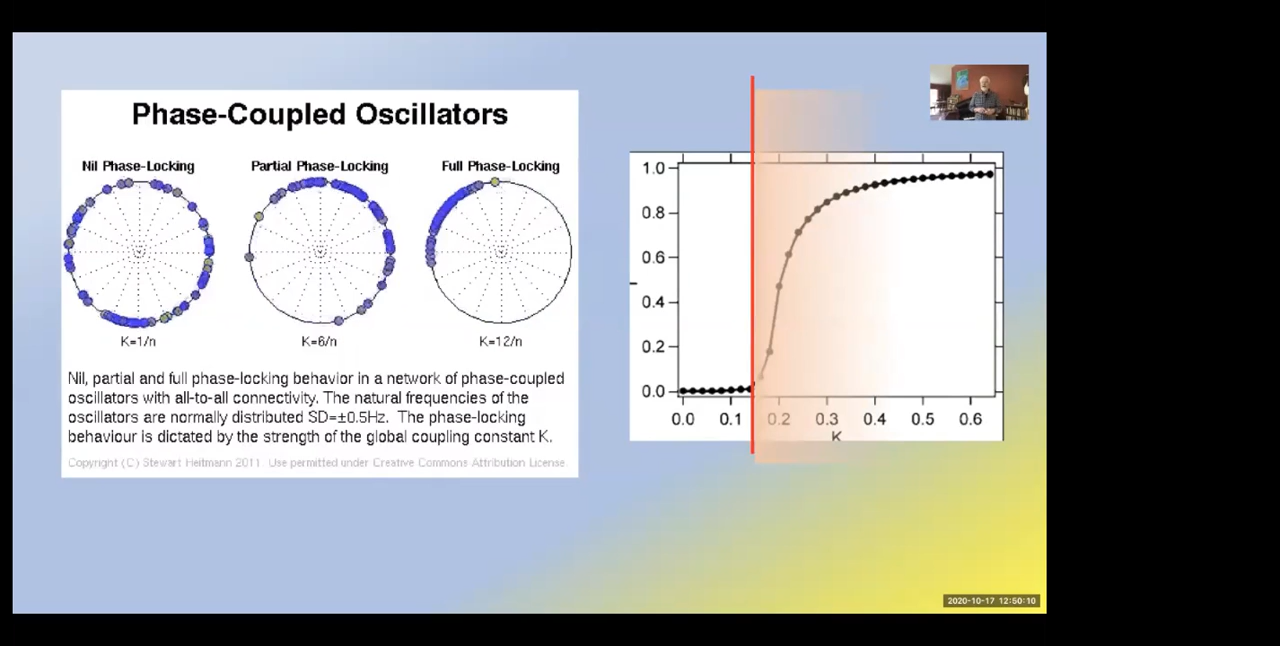 Phase-Coupled Oscillators
Nil Phase-Locking
Partial Phase-Locking
Full Phase-Locking
K=1/n
K=6/n
K=12/n
Nil, partial and full phase-locking behavior in a network of phase-coupled
oscillators with all-to-all connectivity. The natural frequencies of the
oscillators are normally distributed SD=±0.5Hz. The phase-locking
behaviour is dictated by the strength of the global coupling constant K.
Copyright (C) Stewart Heitmann 2011. Use permitted under Creative Commons Attribution License.
1.0
0.8
0.6
0.4
0.2
0.0
0.0 0.1 0.2 0.3 0.4 0.5 0.6
K
2020-10-17 12:50:10